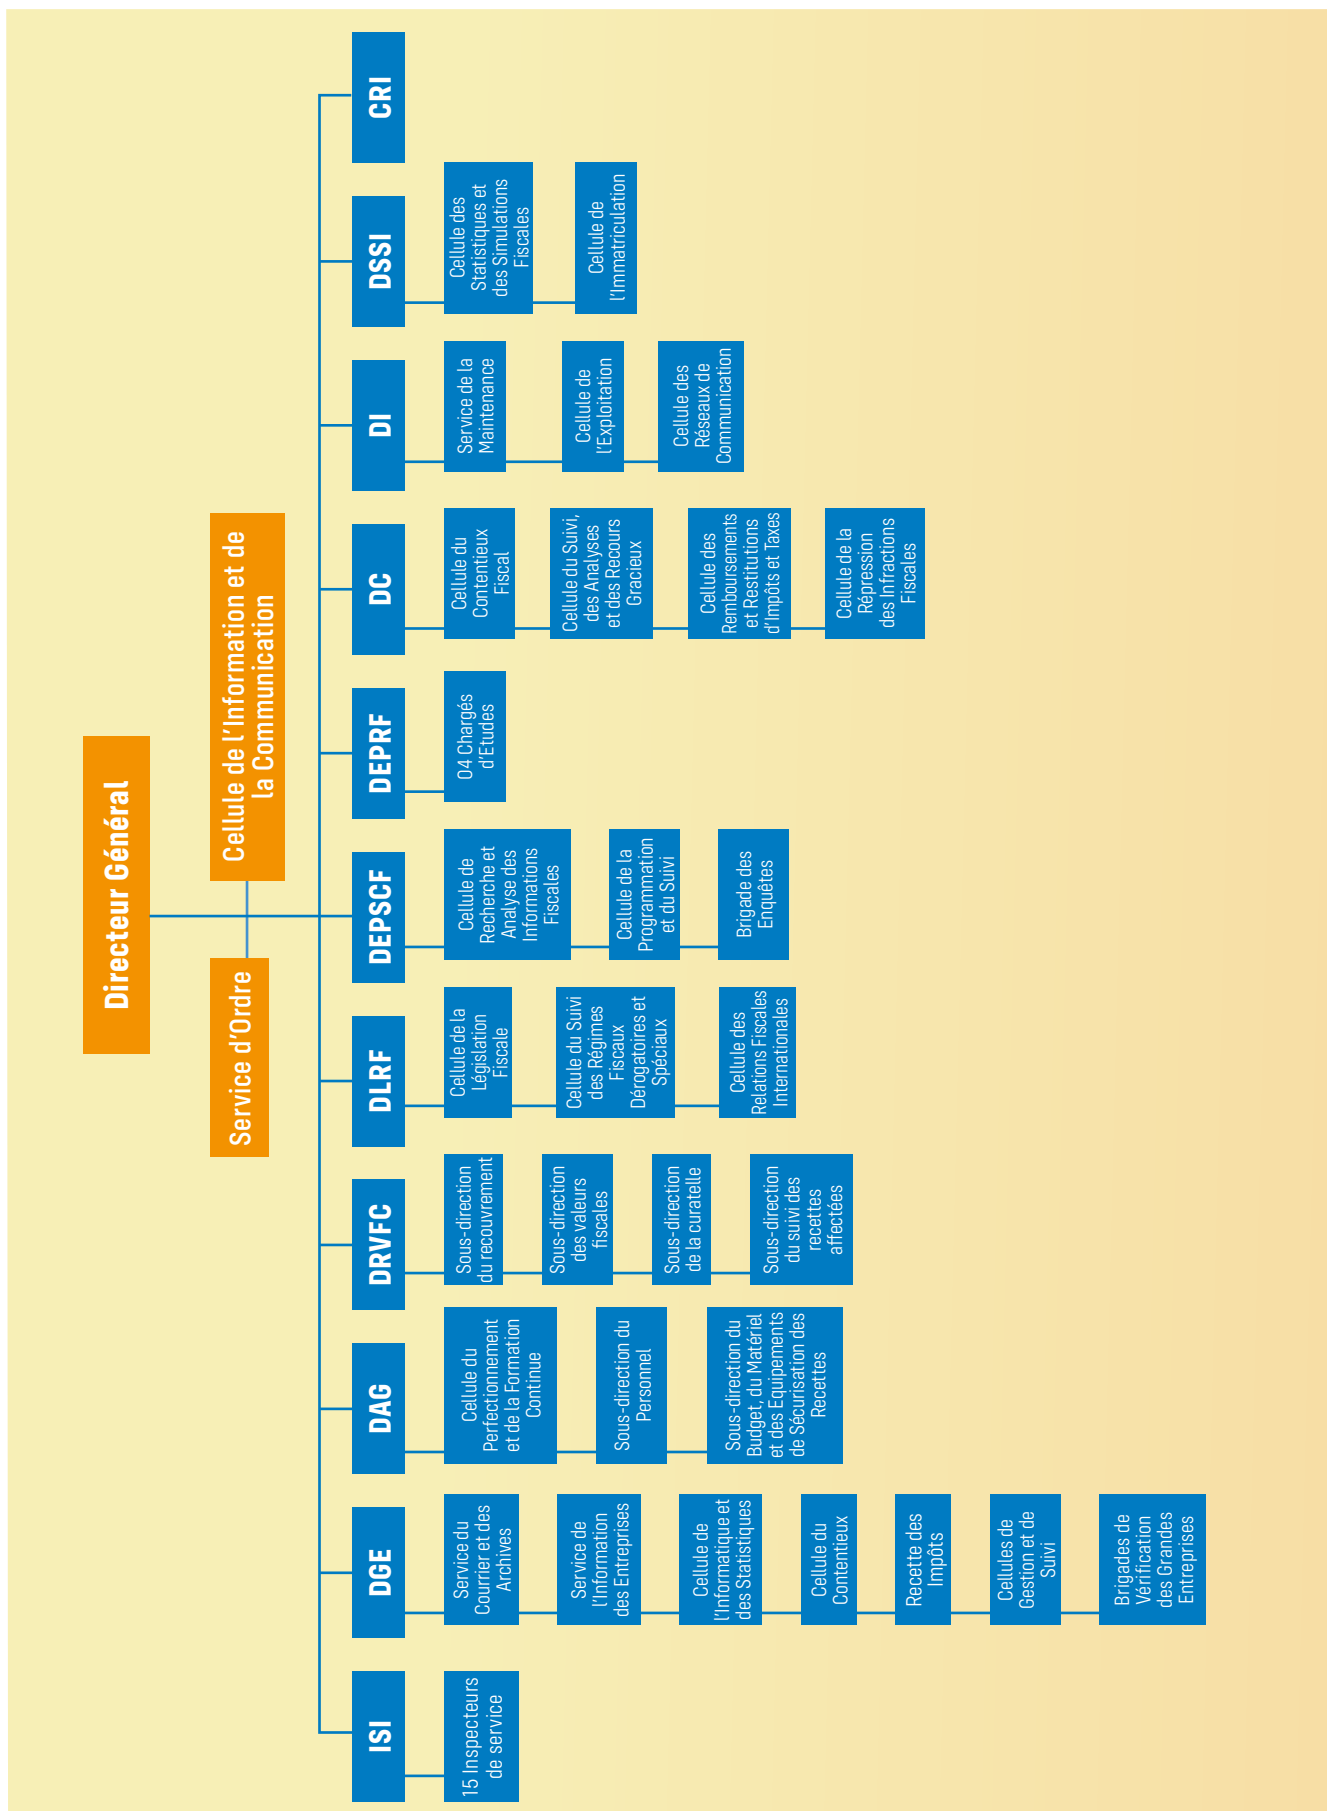 Directeur Général
Service d'Ordre
Cellule de l'Information et de
la Communication
ISI
15 Inspecteurs
de service
DGE
Service du
Courrier et des
Archives
Service de
l'Information
des Entreprises
Cellule de
l'Informatique et
des Statistiques
Cellule du
Contentieux
Recette des
Impôts
Cellules de
Gestion et de
Suivi
Brigades de
Vérification
des Grandes
Entreprises
DAG
Cellule du
Perfectionnement
et de la Formation
Continue
Sous-direction du
Personnel
Sous-direction du
Budget, du Matériel
et des Equipements
de Sécurisation des
Recettes
DRVFC
Sous-direction
du recouvrement
Sous-direction
des valeurs
fiscales
Sous-direction
de la curatelle
Sous-direction
du suivi des
recettes
affectées
DLRF
Cellule de la
Législation
Fiscale
Cellule du Suivi
des Régimes
Fiscaux
Dérogatoires et
Spéciaux
Cellule des
Relations Fiscales
Internationales
DEPSCF
Cellule de
Recherche et
Analyse des
Informations
Fiscales
Cellule de la
Programmation
et du Suivi
Brigade des
Enquêtes
DEPRF
04 Chargés
d'Etudes
DC
Cellule du
Contentieux
Fiscal
Cellule du Suivi,
des Analyses
et des Recours
Gracieux
Cellule des
Remboursements
et Restitutions
d'Impôts et Taxes
Cellule de la
Répression
des Infractions
Fiscales
DI
Service de la
Maintenance
Cellule de
l'Exploitation
Cellule des
Réseaux de
Communication
DSSI
Cellule des
Statistiques et
des Simulations
Fiscales
Cellule de
l'Immatriculation
CRI